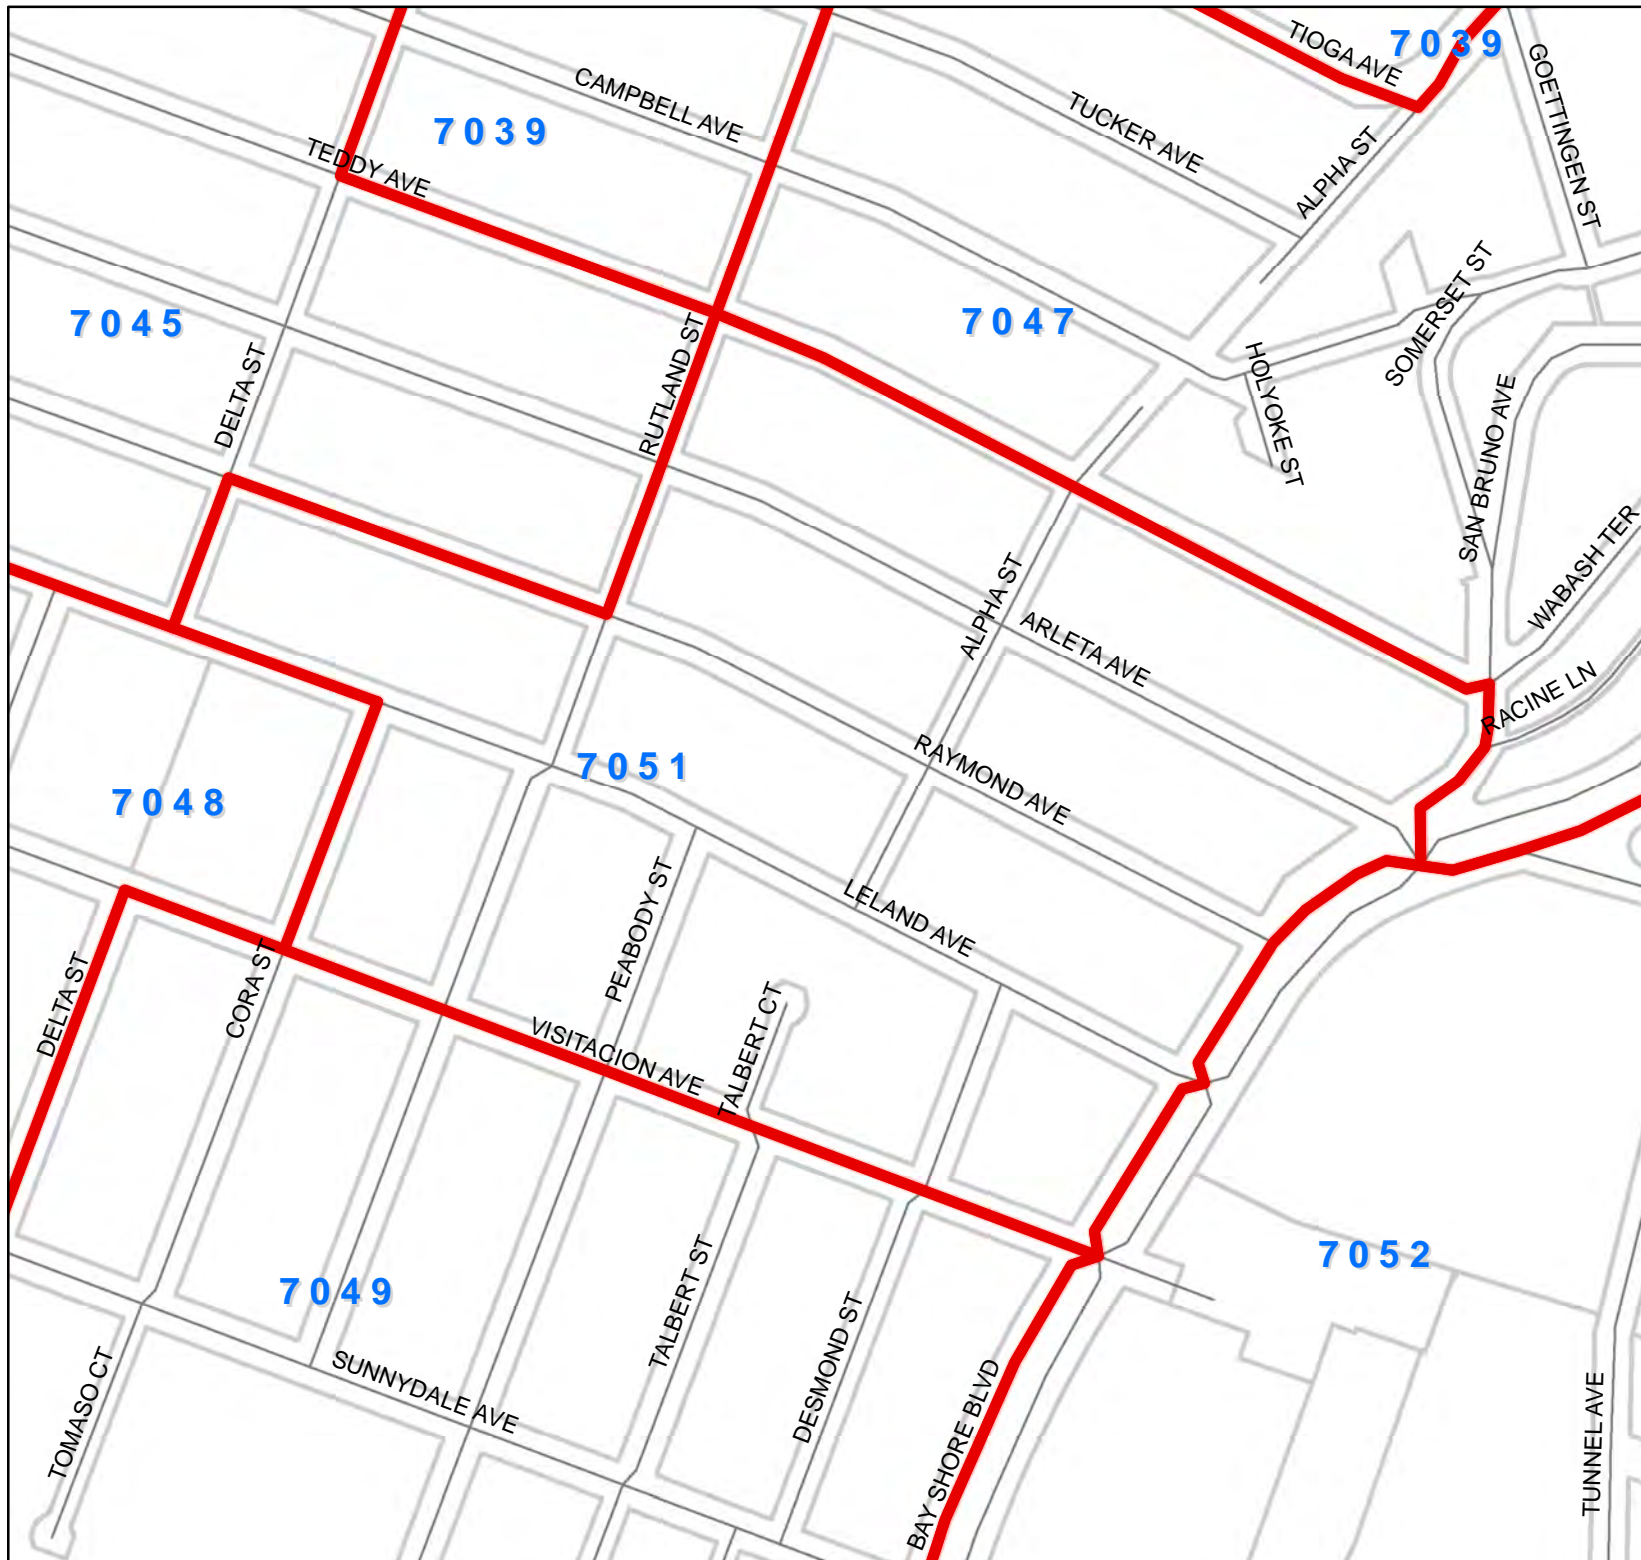 TIOGA AVE
7039
GOETTINGEN ST
CAMPBELL AVE
7039
TUCKER AVE
TEDDY AVE
ALPHA ST
SOMERSET ST
7045
7047
DELTA ST
RUTLAND ST
HOLYOKE ST
SAN BRUNO AVE
WABASH TER
ALPHA ST
ARLETA AVE
RACINE LN
RAYMOND AVE
7051
7048
PEABODY ST
LELAND AVE
DELTA ST
CORA ST
VISITACION AVE
TALBERT CT
7052
7049
TALBERT ST
DESMOND ST
SUNNYDALE AVE
TOMASO CT
BAY SHORE BLVD
TUNNEL AVE